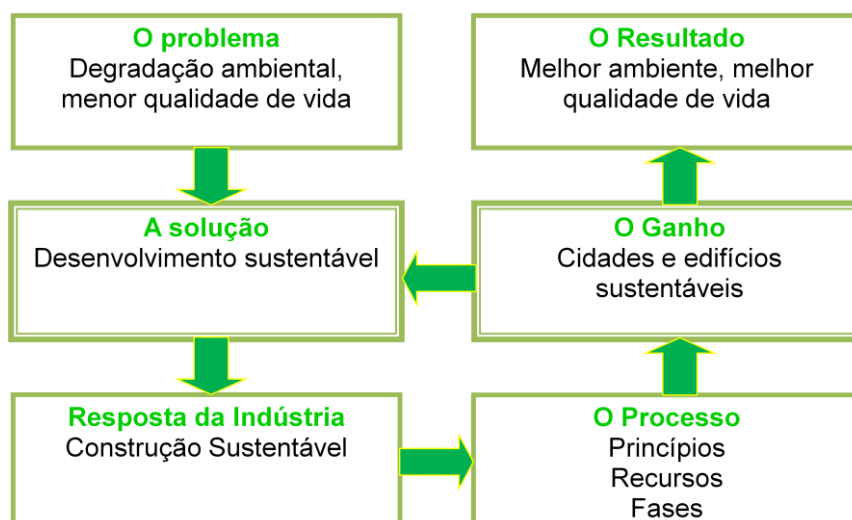 O problema
Degradação ambiental,
menor qualidade de vida
O Resultado
Melhor ambiente, melhor
qualidade de vida
A solução
Desenvolvimento sustentável
O Ganho
Cidades e edifícios
sustentáveis
Resposta da Indústria
Construção Sustentável
O Processo
Princípios
Recursos
Fases